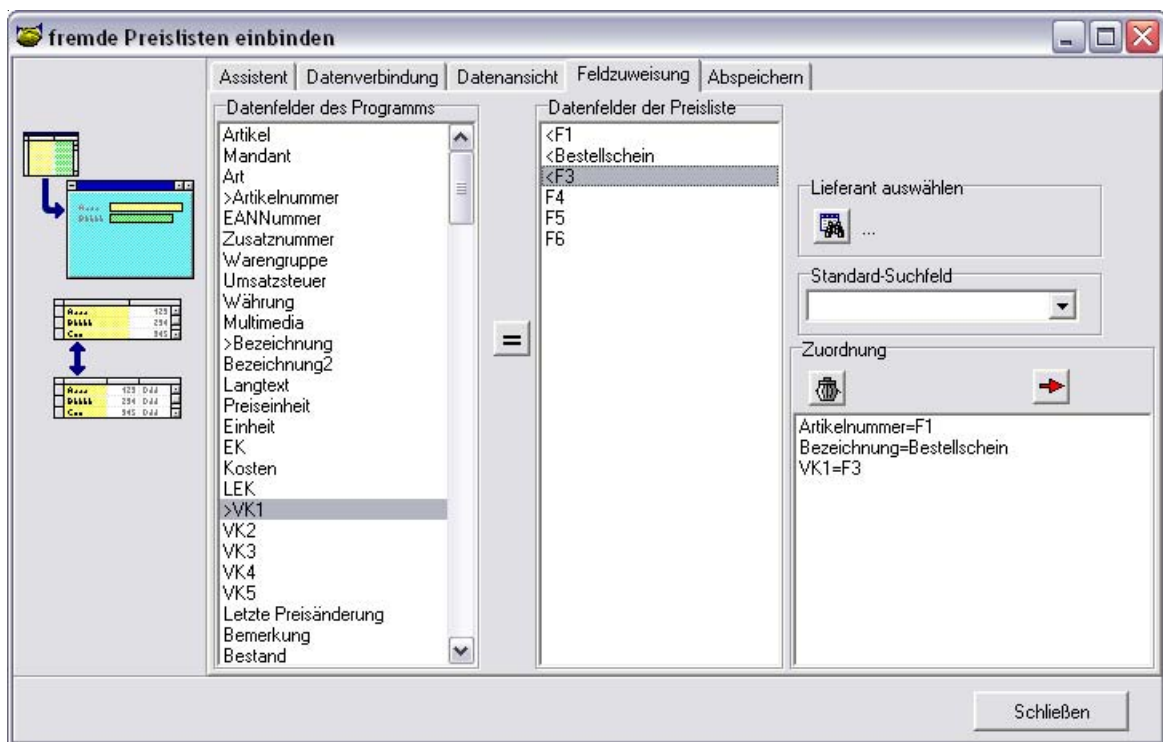 fremde Preislisten einbinden
Assistent
Datenverbindung
Datenansicht
Feldzuweisung
Abspeichern
Datenfelder des Programms
Artikel
Mandant
Art
>Artikelnummer
EANNummer
Zusatznummer
Warengruppe
Umsatzsteuer
Währung
Multimedia
>Bezeichnung
Bezeichnung2
Langtext
Preiseinheit
Einheit
EK
Kosten
LEK
>VK1
VK2
VK3
VK4
VK5
Letzte Preisänderung
Bemerkung
Bestand
=
Datenfelder der Preisliste
<F1
<Bestellschein
<F3
F4
F5
F6
Lieferant auswählen
...
Standard-Suchfeld
Zuordnung
Artikelnummer=F1
Bezeichnung=Bestellschein
VK1=F3
Schließen